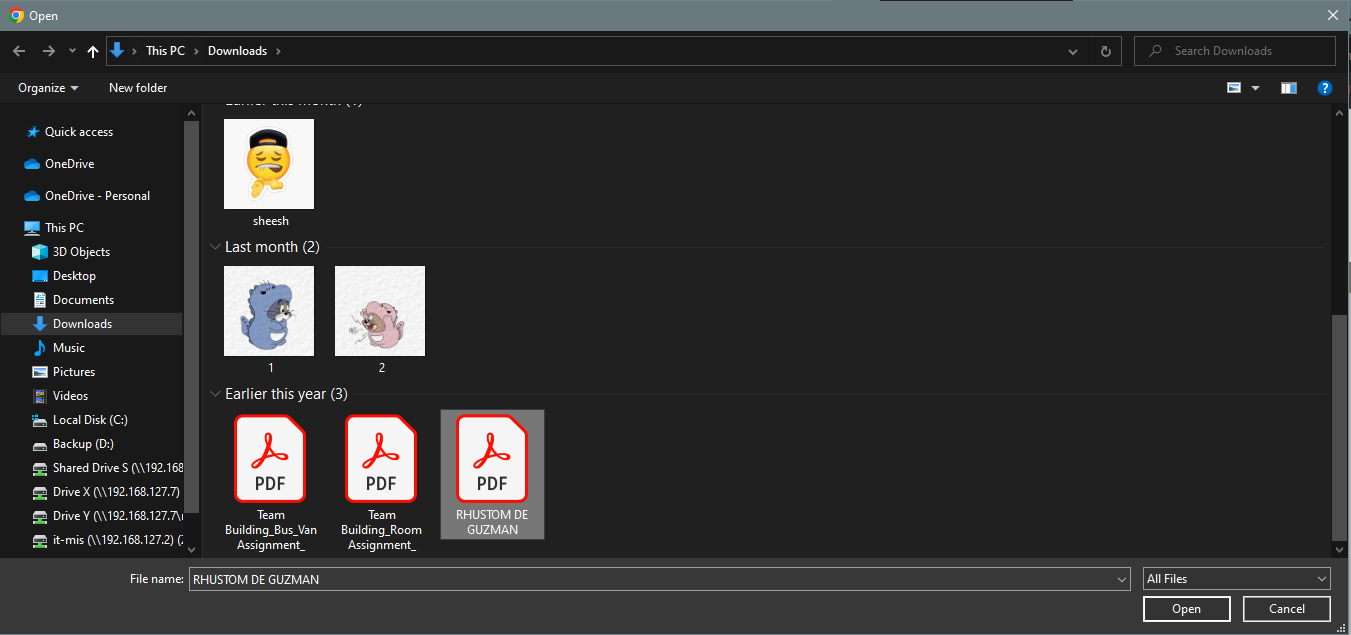 Open
This PC
Downloads
Search Downloads
Organize
New folder
Quick access
OneDrive
OneDrive - Personal
This PC
3D Objects
Desktop
Documents
Downloads
Music
Pictures
Videos
Local Disk (C:)
Backup (D:)
Shared Drive S (\\192.168
Drive X (\\192.168.127.7)
Drive Y (\\192.168.127.7\
it-mis (\\192.168.127.2) (
Earlier this month (1)
sheesh
Last month (2)
1
2
Earlier this year (3)
PDF
Team
Building_Bus_Van
Assignment_
PDF
Team
Building_Room
Assignment_
PDF
RHUSTOM DE
GUZMAN
File name:
RHUSTOM DE GUZMAN
All Files
Open
Cancel